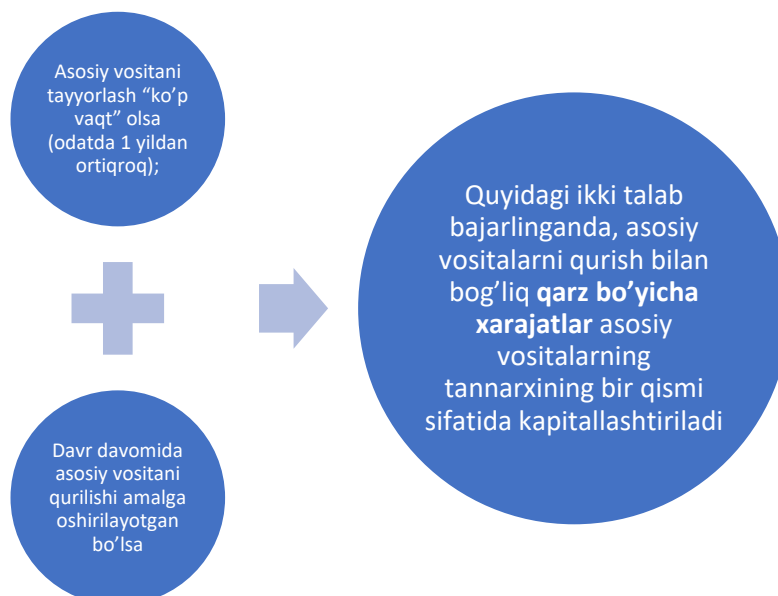 Asosiy vositani
tayyorlash “ko’p
vaqt” olsa
(odatda 1 yildan
ortiqroq);
Davr davomida
asosiy vositani
qurilishi amalga
oshirilayotgan
bo’lsa
Quyidagi ikki talab
bajarlinganda, asosiy
vositalarni qurish bilan
bog’liq qarz bo’yicha
xarajatlar asosiy
vositalarning
tannarxining bir qismi
sifatida kapitallashtiriladi